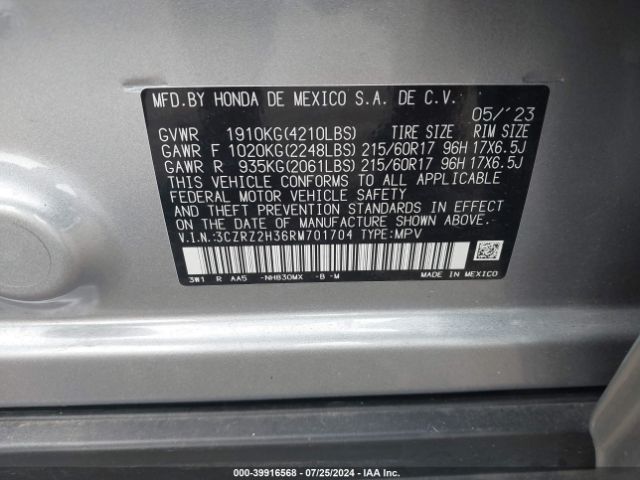 MFD.BY HONDA DE MEXICO S.A. DE C.V.
05/'23
GVWR 1910KG(4210LBS) TIRE SIZE RIM SIZE
GAWR F 1020KG(2248LBS) 215/60R17 96H 17X6.5J
GAWR R 935KG(2061LBS) 215/60R17 96H 17X6.5J
THIS VEHICLE CONFORMS TO ALL APPLICABLE
FEDERAL MOTOR VEHICLE SAFETY
AND THEFT PREVENTION STANDARDS IN EFFECT
ON THE DATE OF MANUFACTURE SHOWN ABOVE.
V.I.N.:3CZRZ2H36RM701704 TYPE:MPV
3W1 R AA5 -NH830MX -B -M MADE IN MEXICO
000-39916568 - 07/25/2024 - IAA Inc.